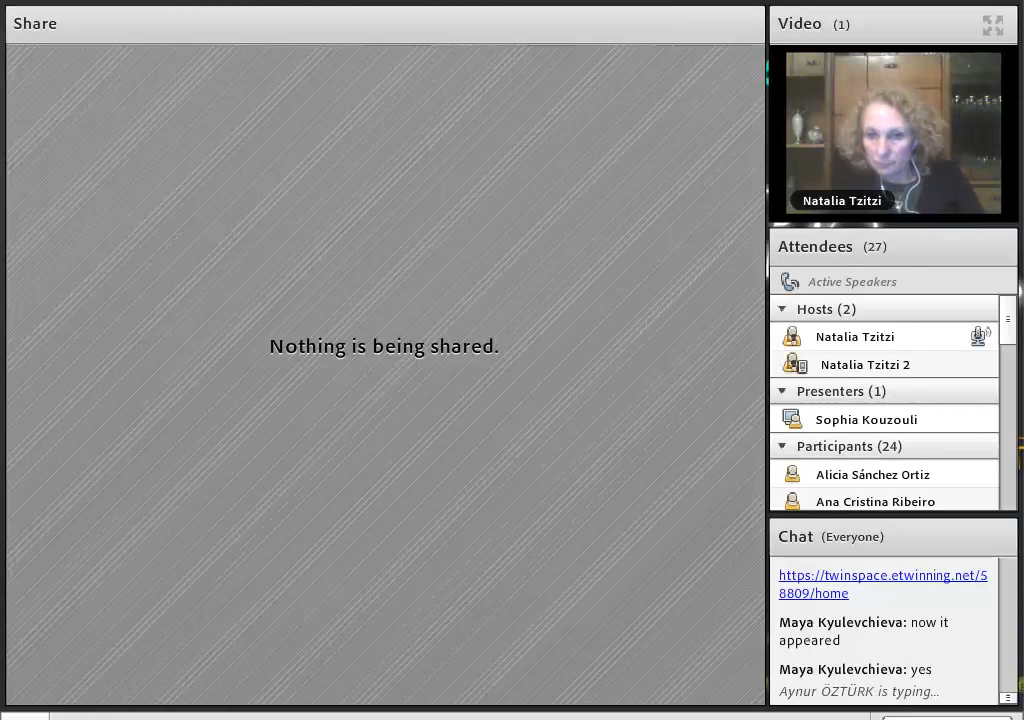 Share
Nothing is being shared.
Video (1)
Natalia Tzitzi
Attendees (27)
Active Speakers
Hosts (2)
Natalia Tzitzi
Natalia Tzitzi 2
Presenters (1)
Sophia Kouzouli
Participants (24)
Alicia Sánchez Ortiz
Ana Cristina Ribeiro
Chat (Everyone)
https://twinspace.etwinning.net/5
8809/home
Maya Kyulevchieva: now it
appeared
Maya Kyulevchieva: yes
Aynur ÖZTÜRK is typing...